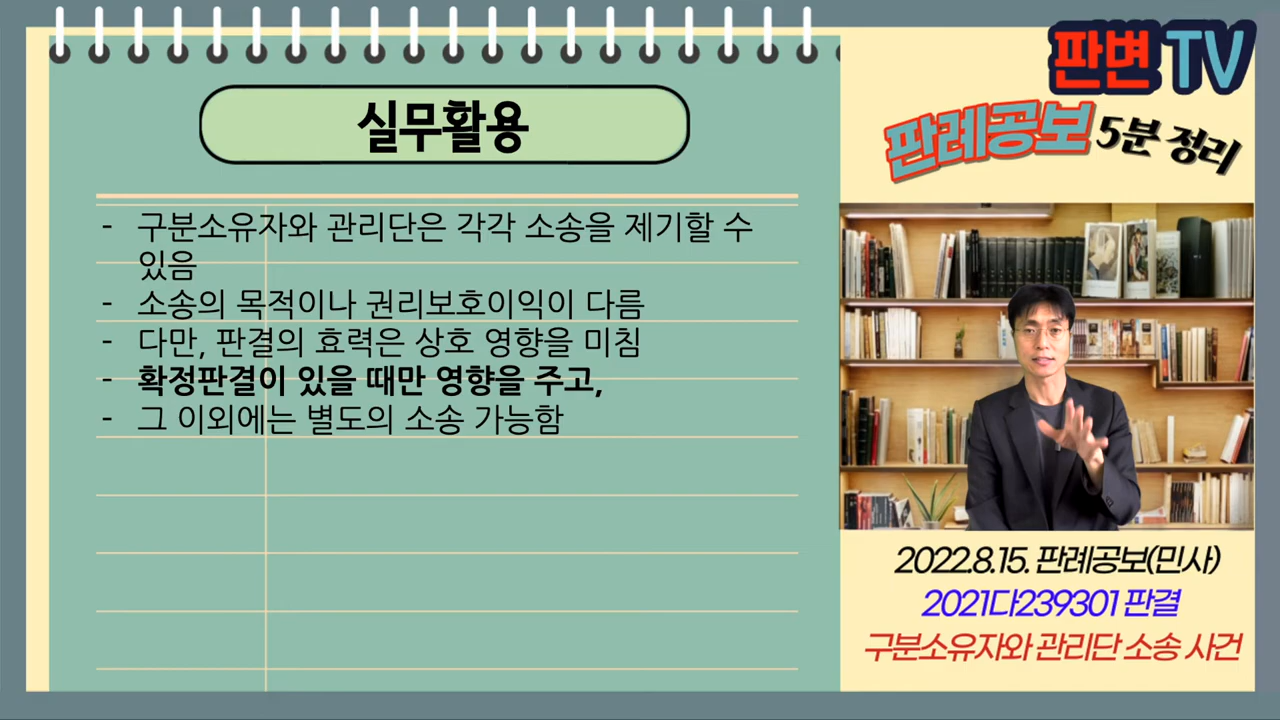 실무활용
- 구분소유자와 관리단은 각각 소송을 제기할 수
있음
- 소송의 목적이나 권리보호이익이 다름
- 다만, 판결의 효력은 상호 영향을 미침
- 확정판결이 있을 때만 영향을 주고,
- 그 이외에는 별도의 소송 가능함
판변 TV
판례공보 5분 정리
2022.8.15. 판례공보(민사)
2021다239301 판결
구분소유자와 관리단 소송 사건